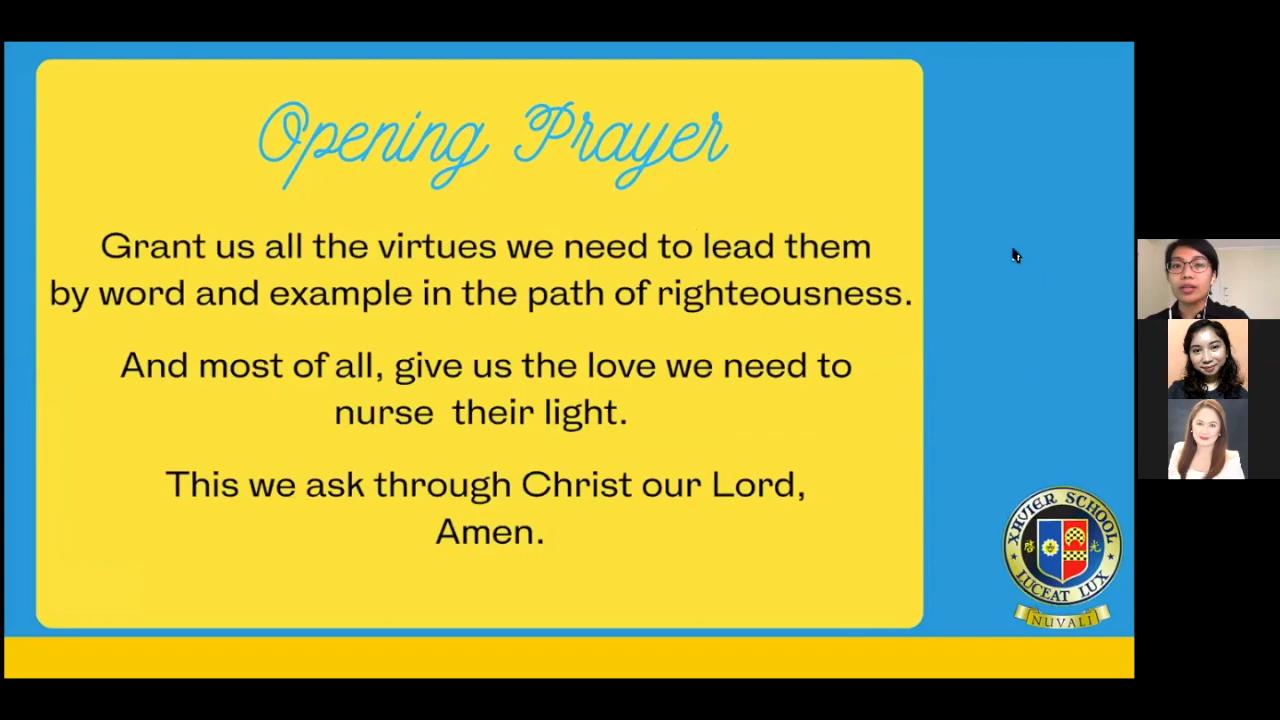 Opening Prayer
Grant us all the virtues we need to lead them
by word and example in the path of righteousness.
And most of all, give us the love we need to
nurse their light.
This we ask through Christ our Lord,
Amen.
XAVIER SCHOOL
啓 光
LUCEAT LUX
NUVALI